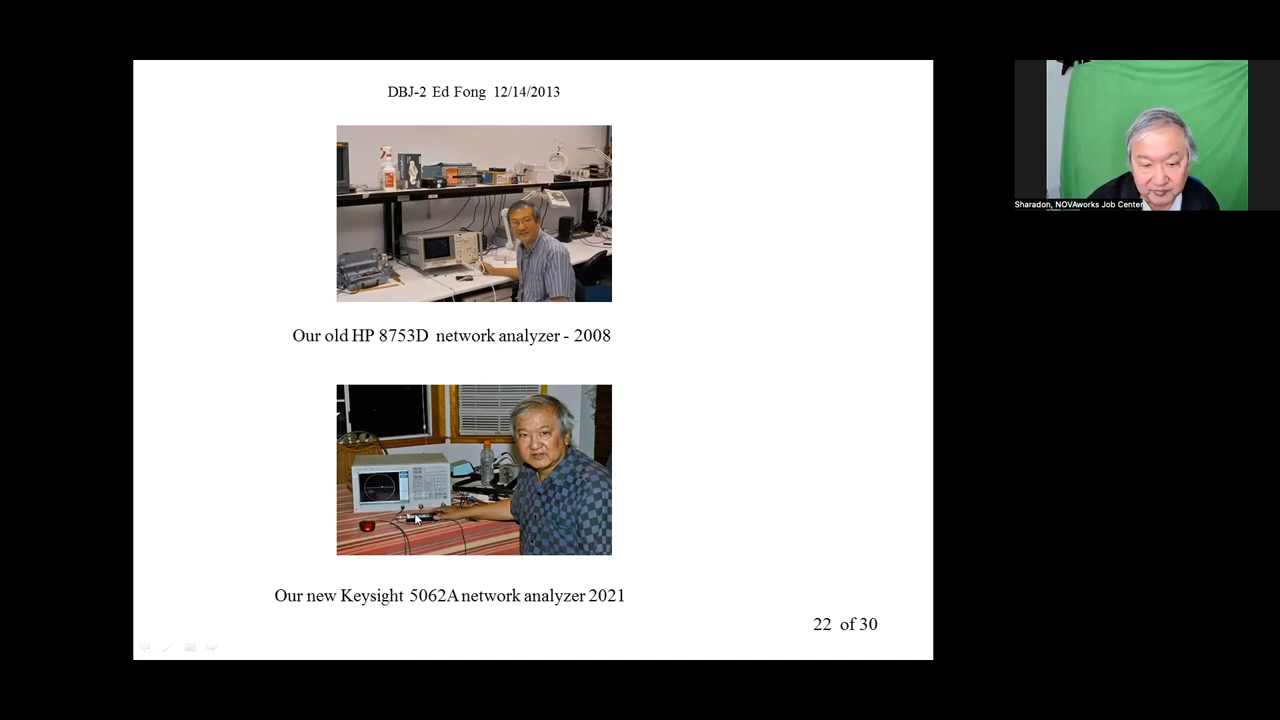 DBJ-2 Ed Fong 12/14/2013
Our old HP 8753D network analyzer - 2008
Our new Keysight 5062A network analyzer 2021
22 of 30
Sharadon, NOVAworks Job Center